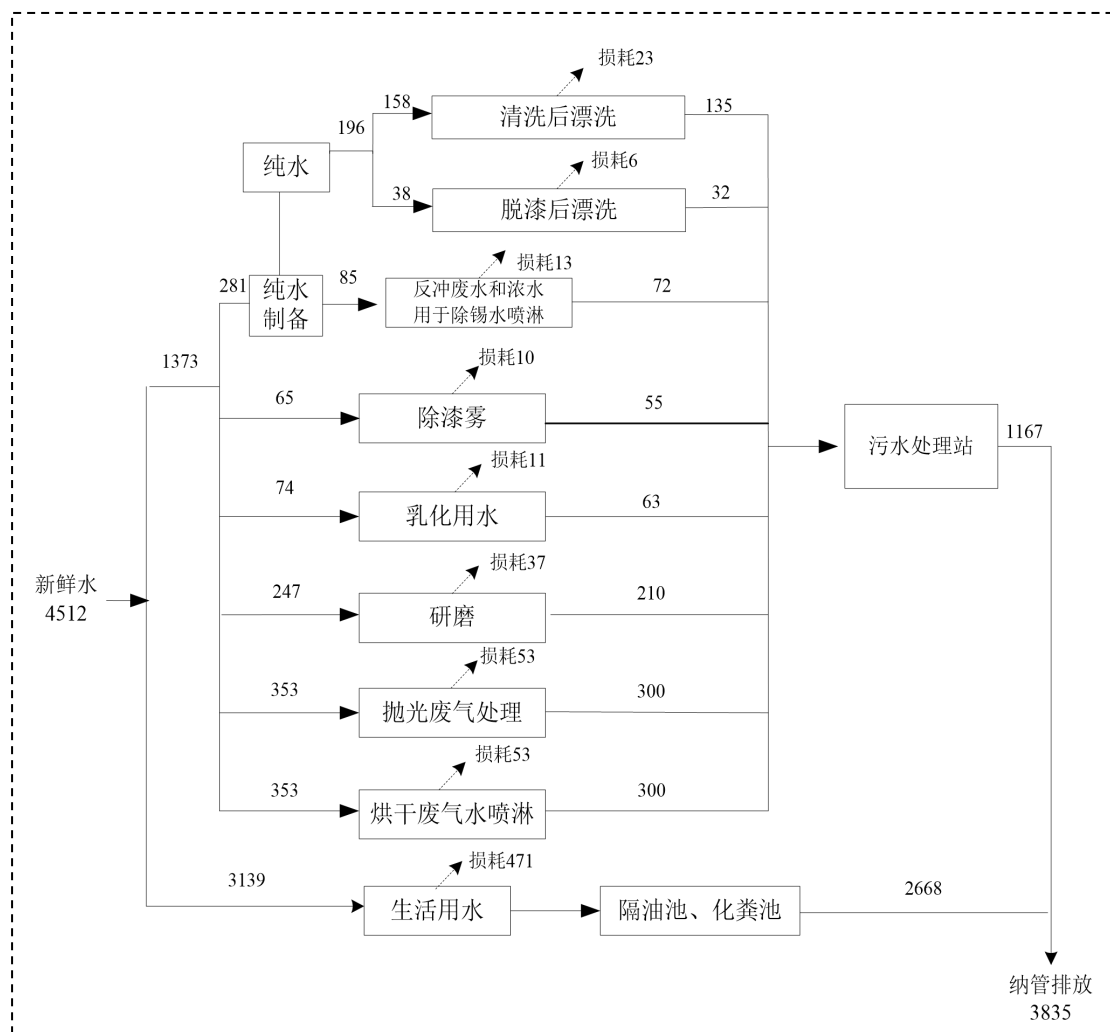 损耗23
158
清洗后漂洗
135
196
纯水
损耗6
38
脱漆后漂洗
32
损耗13
281
纯水
制备
85
反冲废水和浓水
用于除锡水喷淋
72
1373
损耗10
65
除漆雾
55
污水处理站
1167
损耗11
74
乳化用水
63
新鲜水
4512
损耗37
247
研磨
210
损耗53
353
抛光废气处理
300
损耗53
353
烘干废气水喷淋
300
损耗471
3139
生活用水
隔油池、化粪池
2668
纳管排放
3835